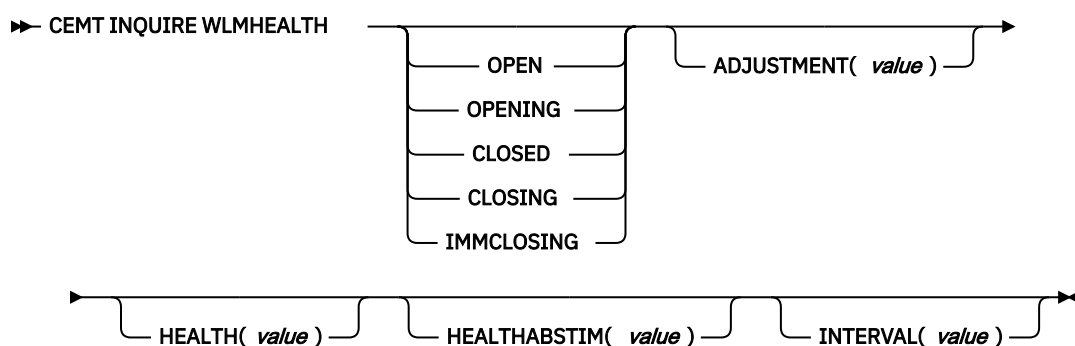 CEMT INQUIRE WLMHEALTH
OPEN
ADJUSTMENT( value )
OPENING
CLOSED
CLOSING
IMMCLOSING
HEALTH( value )
HEALTHABSTIM( value )
INTERVAL( value )